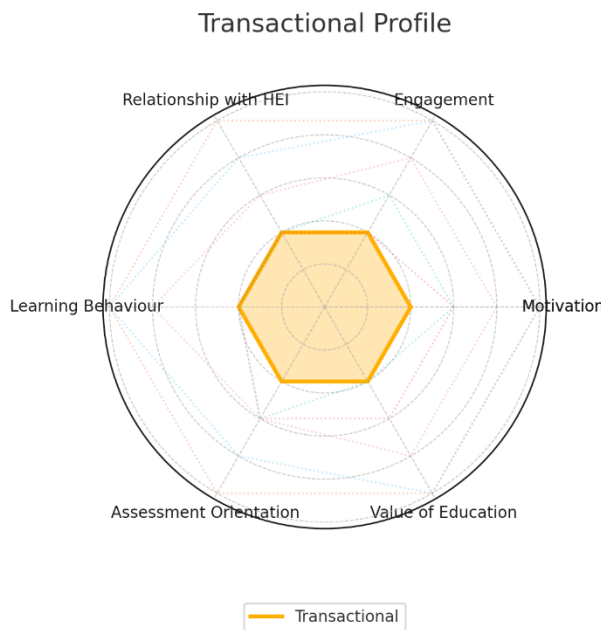 Transactional Profile
Relationship with HEI
Engagement
Learning Behaviour
Motivation
Assessment Orientation
Value of Education
Transactional